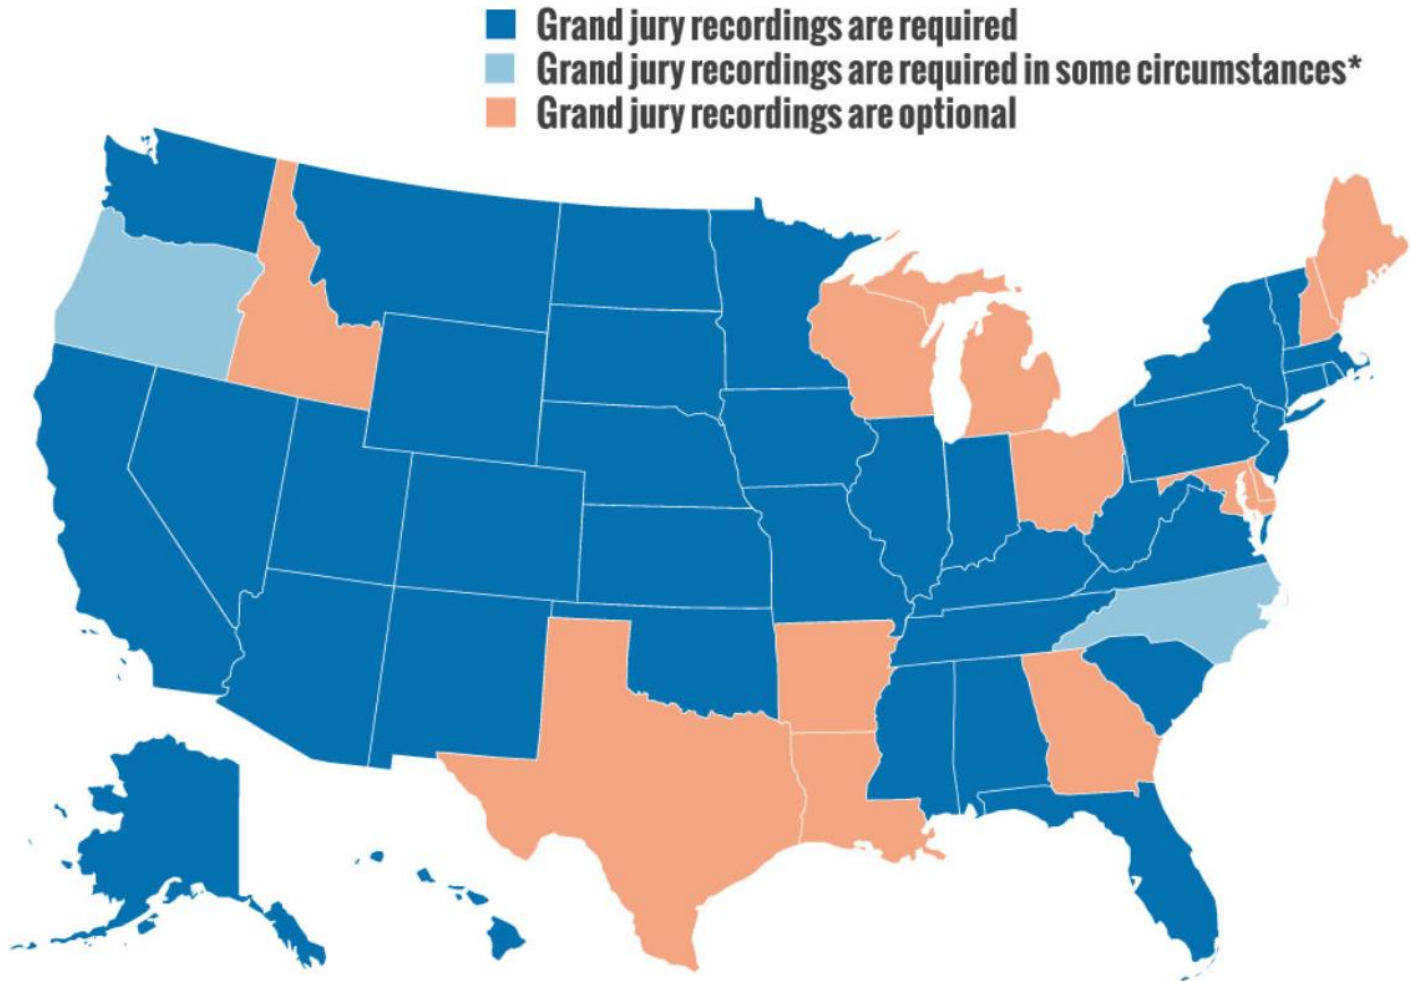 Grand jury recordings are required
Grand jury recordings are required in some circumstances*
Grand jury recordings are optional